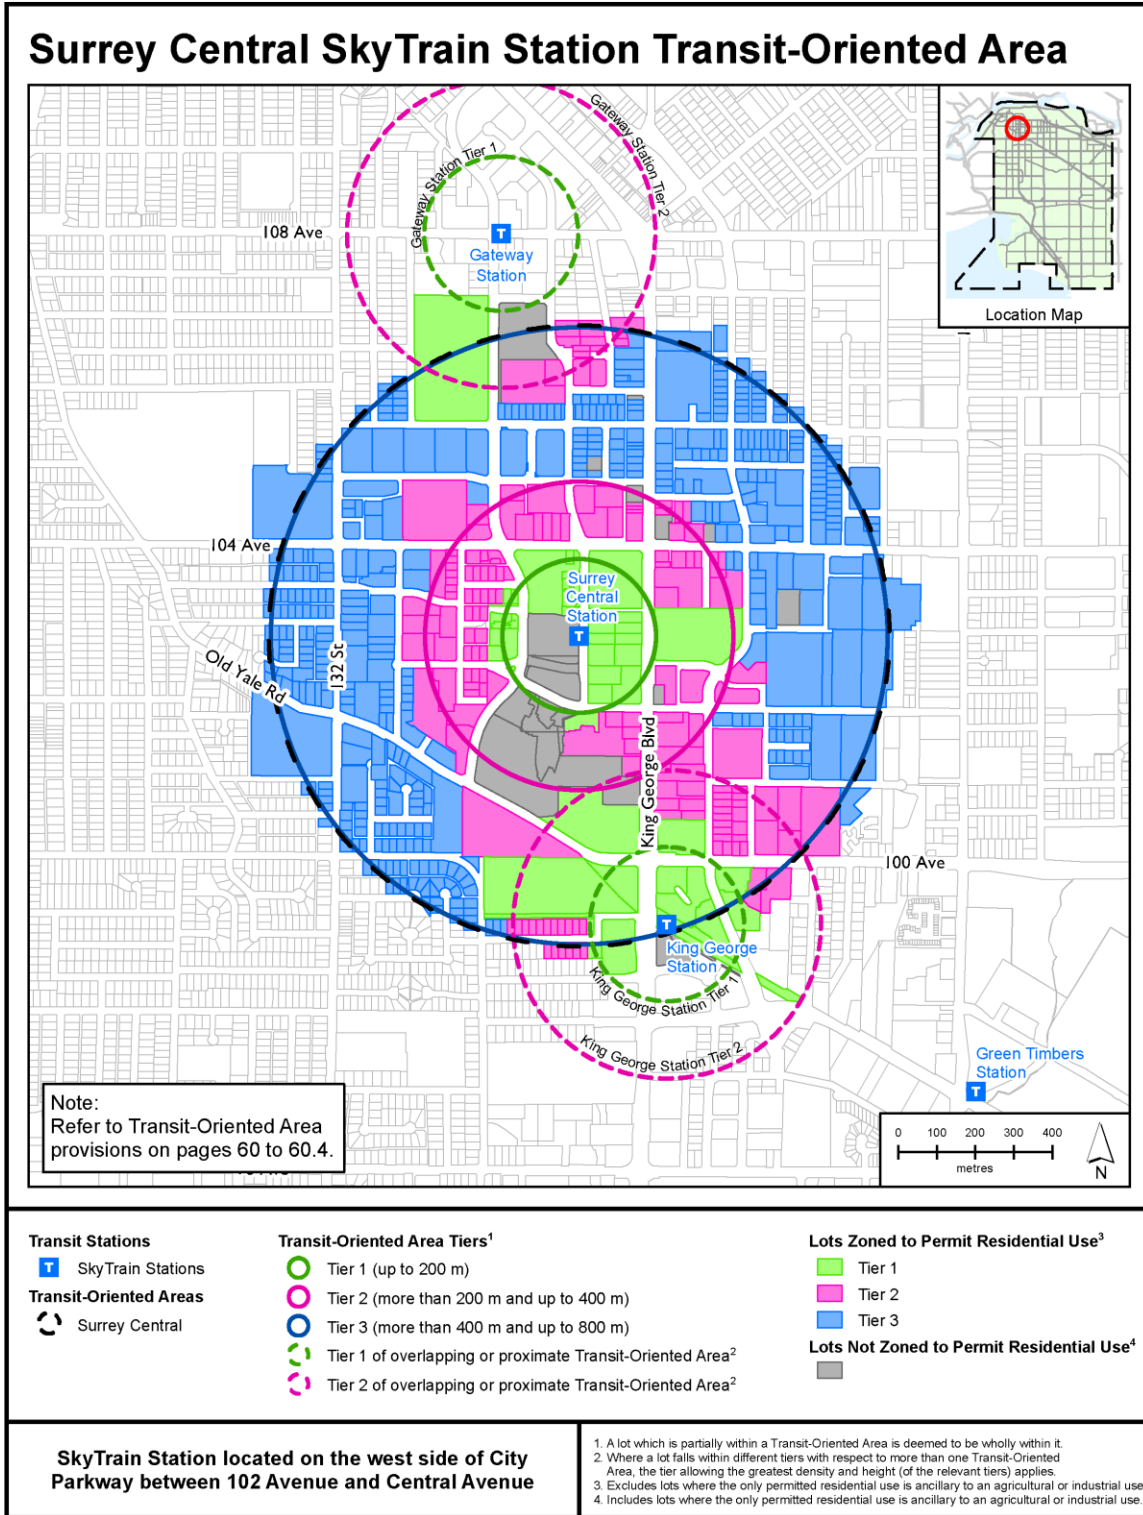 Surrey Central SkyTrain Station Transit-Oriented Area
Gateway Station Tier 2
Gateway Station Tier 1
108 Ave
T
Gateway
Station
Location Map
104 Ave
Surrey
Central
Station
T
132 St
Old Yale Rd
King George Blvd
100 Ave
T
King George
Station
King George Station Tier 1
King George Station Tier 2
Green Timbers
Station
T
Note:
Refer to Transit-Oriented Area
provisions on pages 60 to 60.4.
0 100 200 300 400
metres
N
Transit Stations
T SkyTrain Stations
Transit-Oriented Areas
Surrey Central
Transit-Oriented Area Tiers1
Tier 1 (up to 200 m)
Tier 2 (more than 200 m and up to 400 m)
Tier 3 (more than 400 m and up to 800 m)
Tier 1 of overlapping or proximate Transit-Oriented Area2
Tier 2 of overlapping or proximate Transit-Oriented Area2
Lots Zoned to Permit Residential Use3
Tier 1
Tier 2
Tier 3
Lots Not Zoned to Permit Residential Use4
SkyTrain Station located on the west side of City
Parkway between 102 Avenue and Central Avenue
1. A lot which is partially within a Transit-Oriented Area is deemed to be wholly within it.
2. Where a lot falls within different tiers with respect to more than one Transit-Oriented
Area, the tier allowing the greatest density and height (of the relevant tiers) applies.
3. Excludes lots where the only permitted residential use is ancillary to an agricultural or industrial use.
4. Includes lots where the only permitted residential use is ancillary to an agricultural or industrial use.